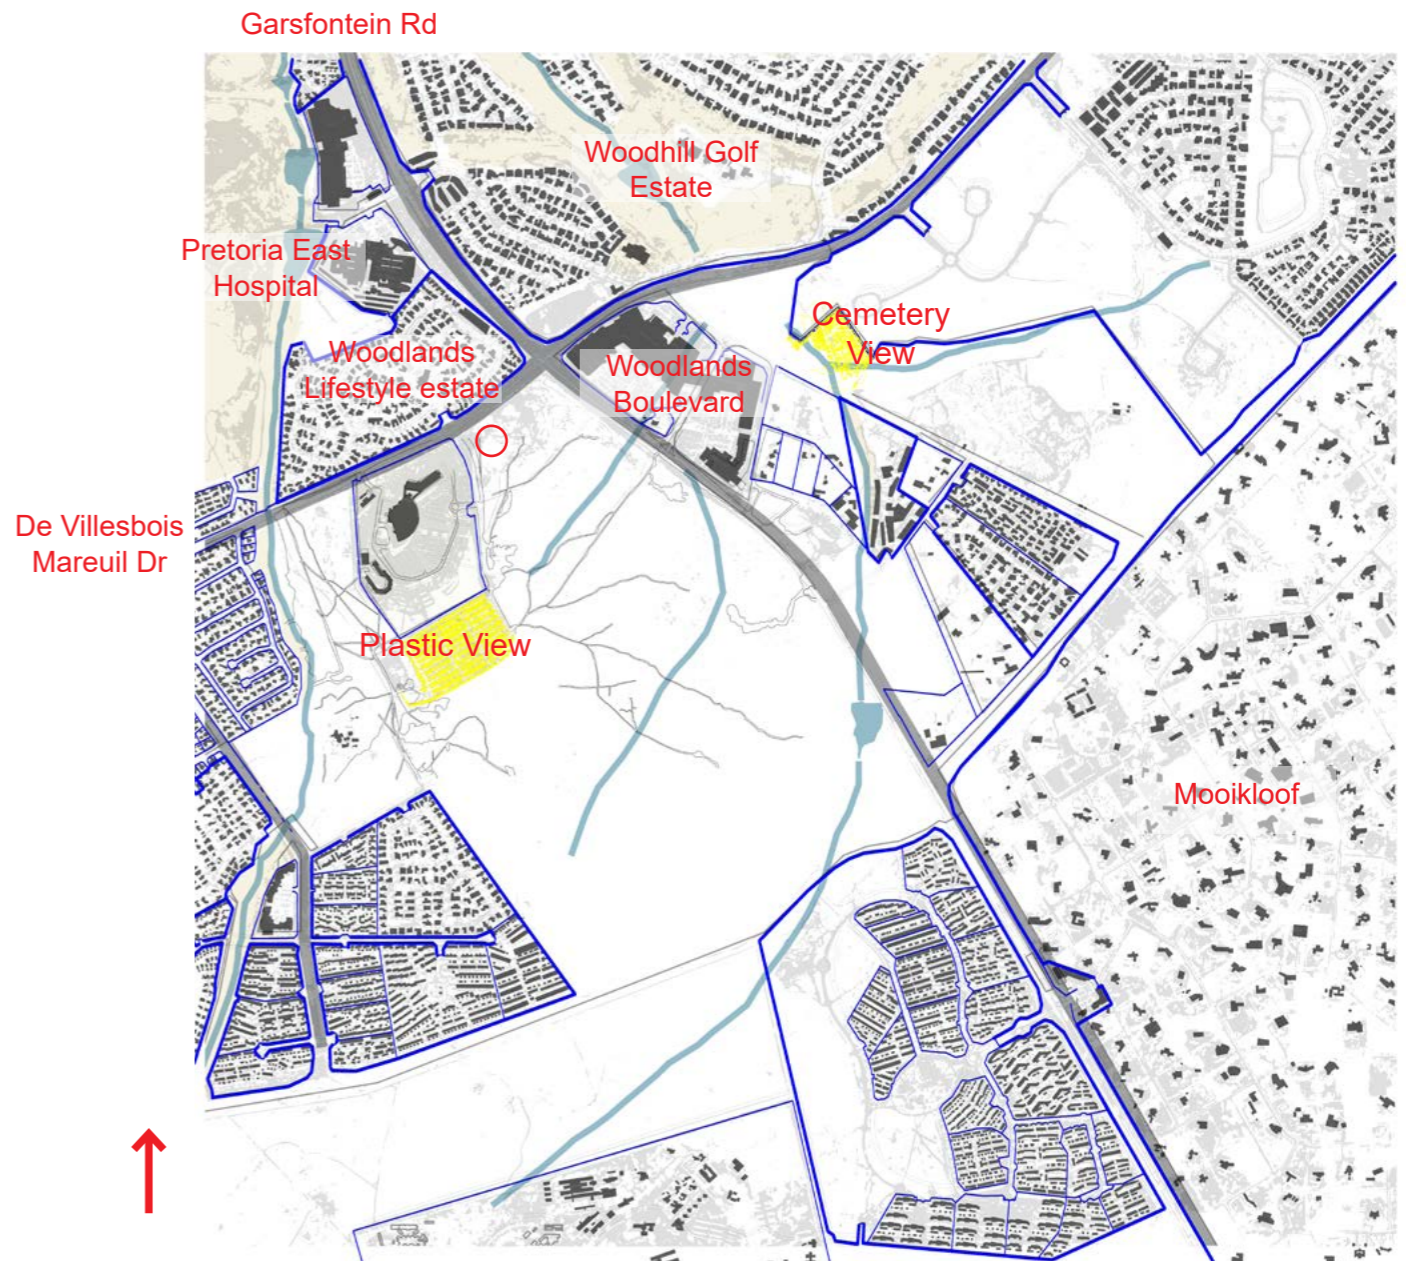 Garsfontein Rd
Woodhill Golf
Estate
Pretoria East
Hospital
Cemetery
View
Woodlands
Lifestyle estate
Woodlands
Boulevard
De Villesbois
Mareuil Dr
Plastic View
Mooikloof